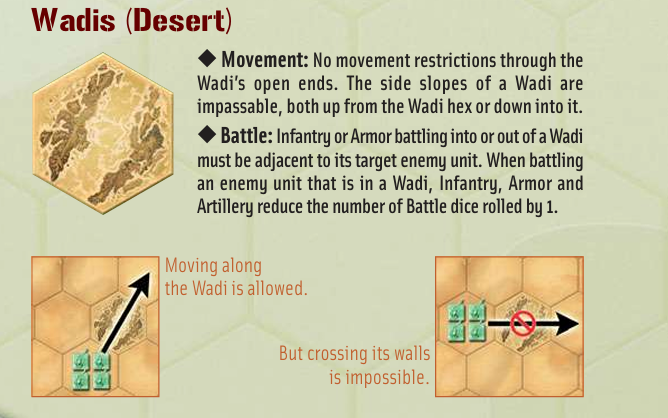 Wadis (Desert)
◆ Movement: No movement restrictions through the
Wadi's open ends. The side slopes of a Wadi are
impassable, both up from the Wadi hex or down into it.
◆ Battle: Infantry or Armor battling into or out of a Wadi
must be adjacent to its target enemy unit. When battling
an enemy unit that is in a Wadi, Infantry, Armor and
Artillery reduce the number of Battle dice rolled by 1.
Moving along
the Wadi is allowed.
But crossing its walls
is impossible.